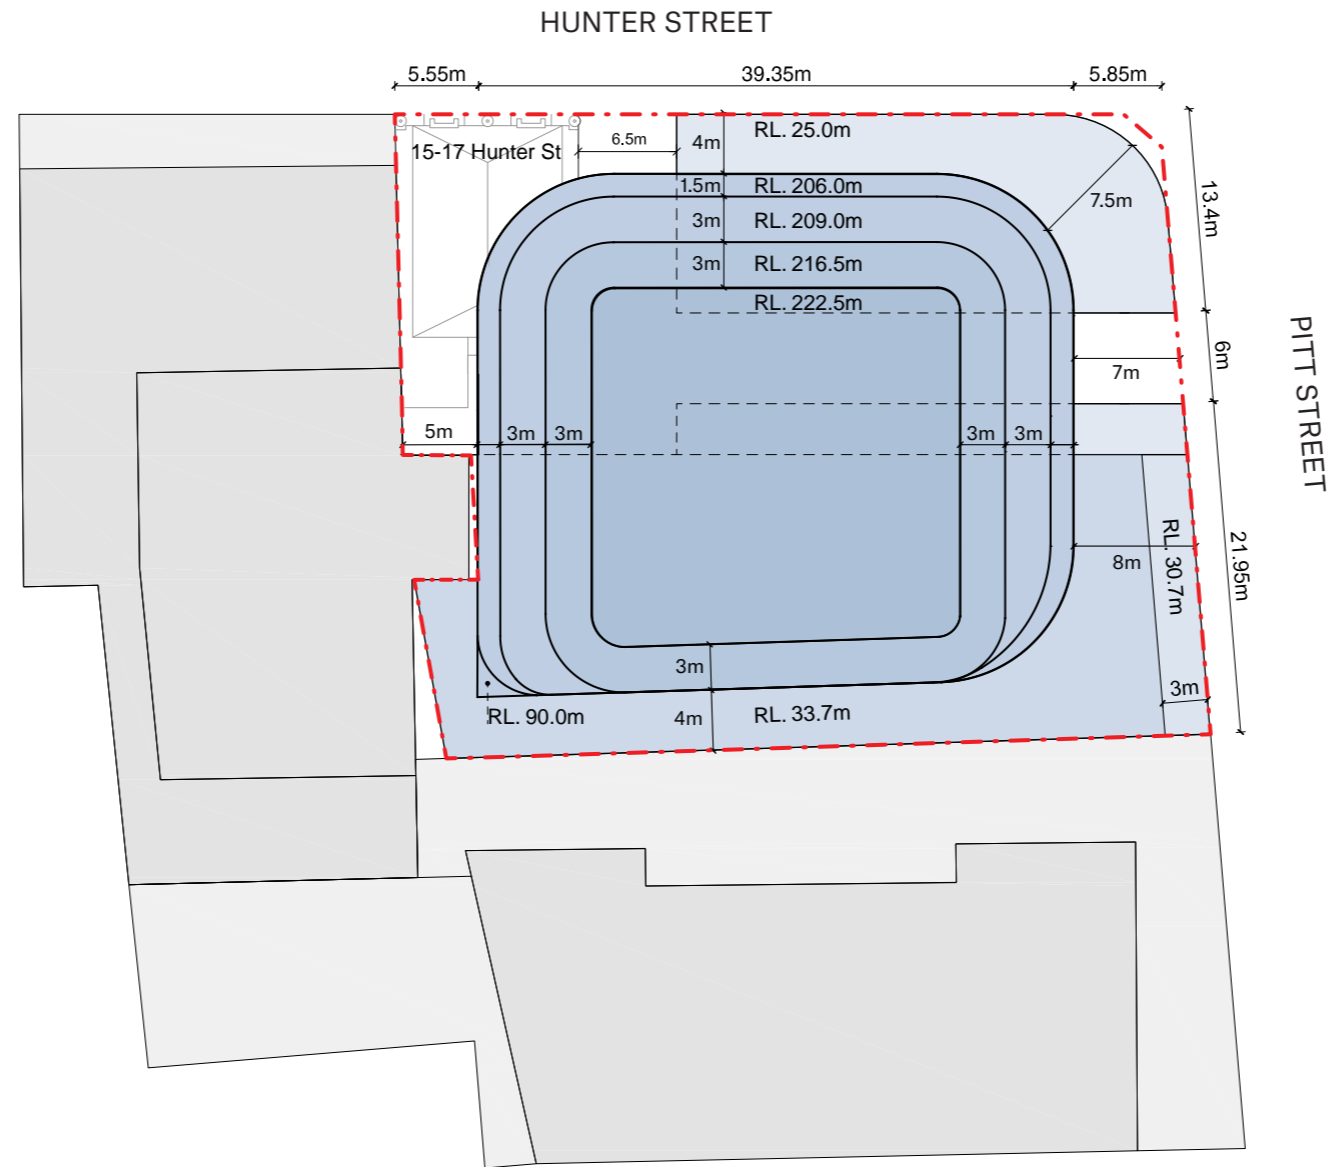 HUNTER STREET
5.55m
39.35m
5.85m
RL. 25.0m
15-17 Hunter St
6.5m
4m
1.5m
RL. 206.0m
7.5m
13.4m
3m
RL. 209.0m
3m
RL. 216.5m
RL. 222.5m
PITT STREET
6m
7m
5m
3m
3m
3m
3m
8m
RL. 30.7m
21.95m
3m
3m
RL. 90.0m
4m
RL. 33.7m